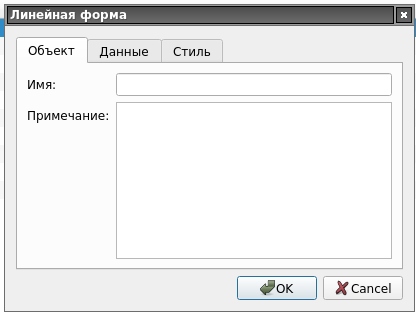 Линейная форма
Объект Данные Стиль
Имя:
Примечание:
OK Cancel